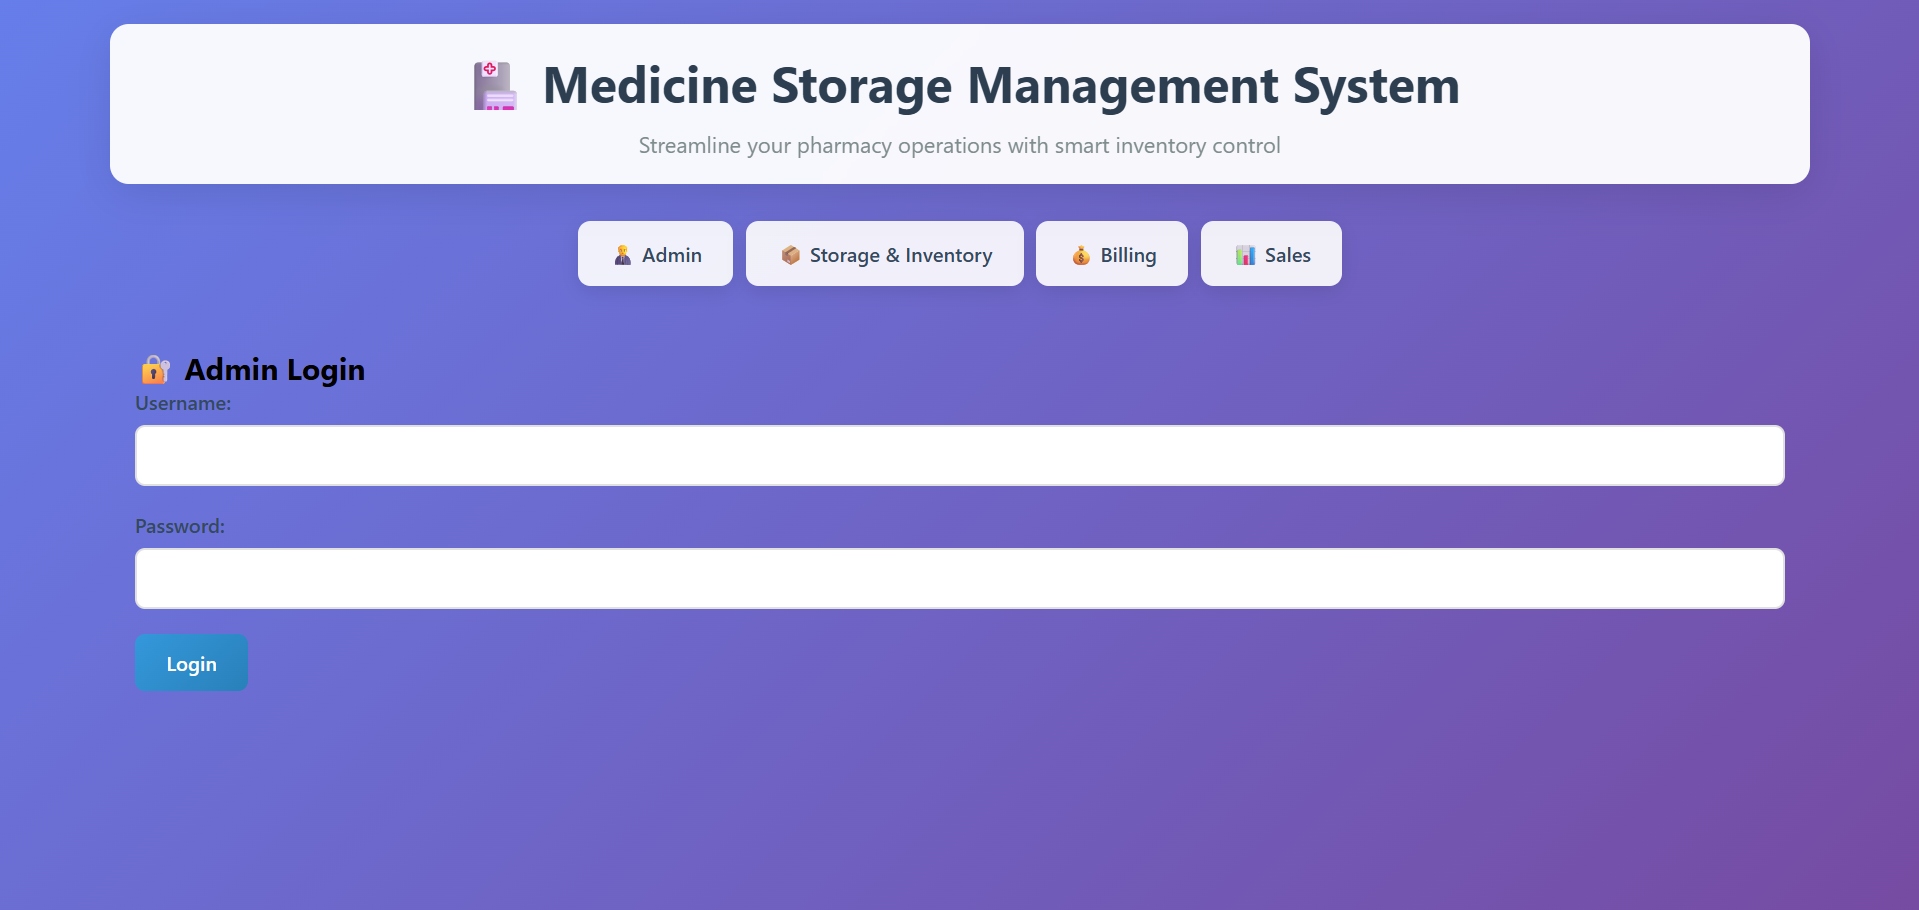 Medicine Storage Management System
Streamline your pharmacy operations with smart inventory control
Admin
Storage & Inventory
Billing
Sales
Admin Login
Username:
Password:
Login